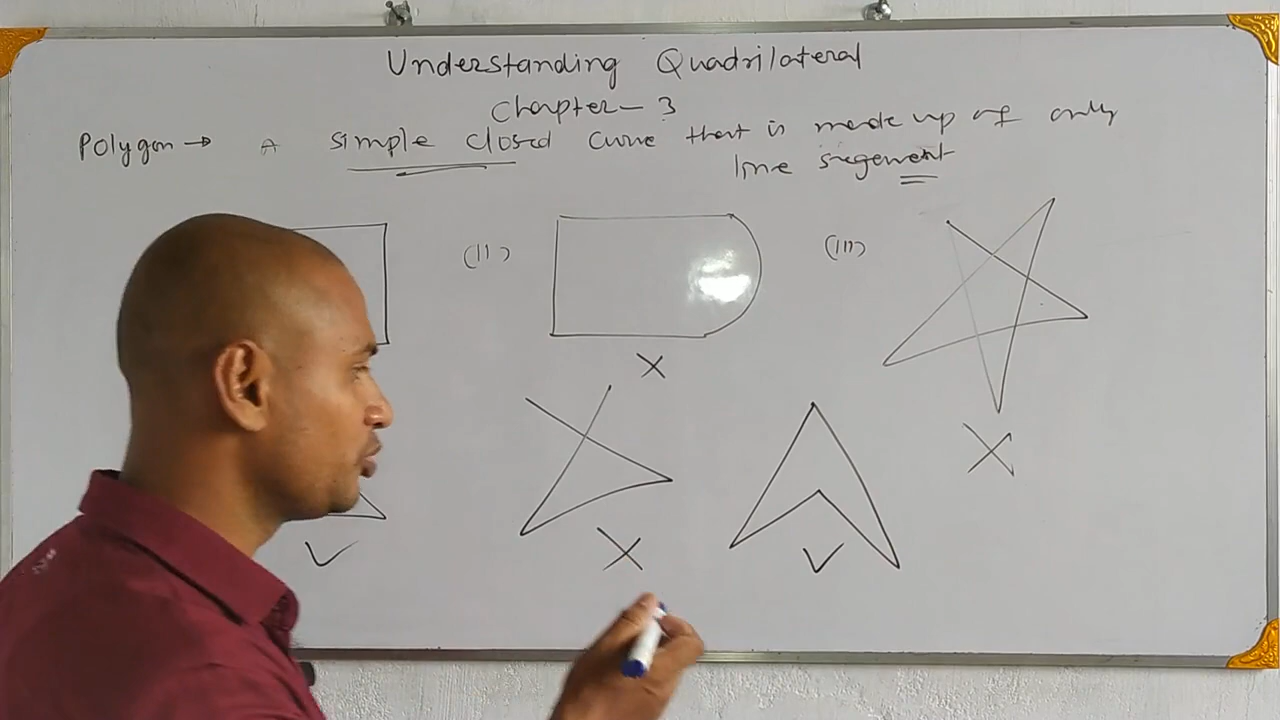 Understanding Quadrilateral
Chapter - 3
Polygon → A simple closed curve that is made up of only
line segement
(II)
(III)